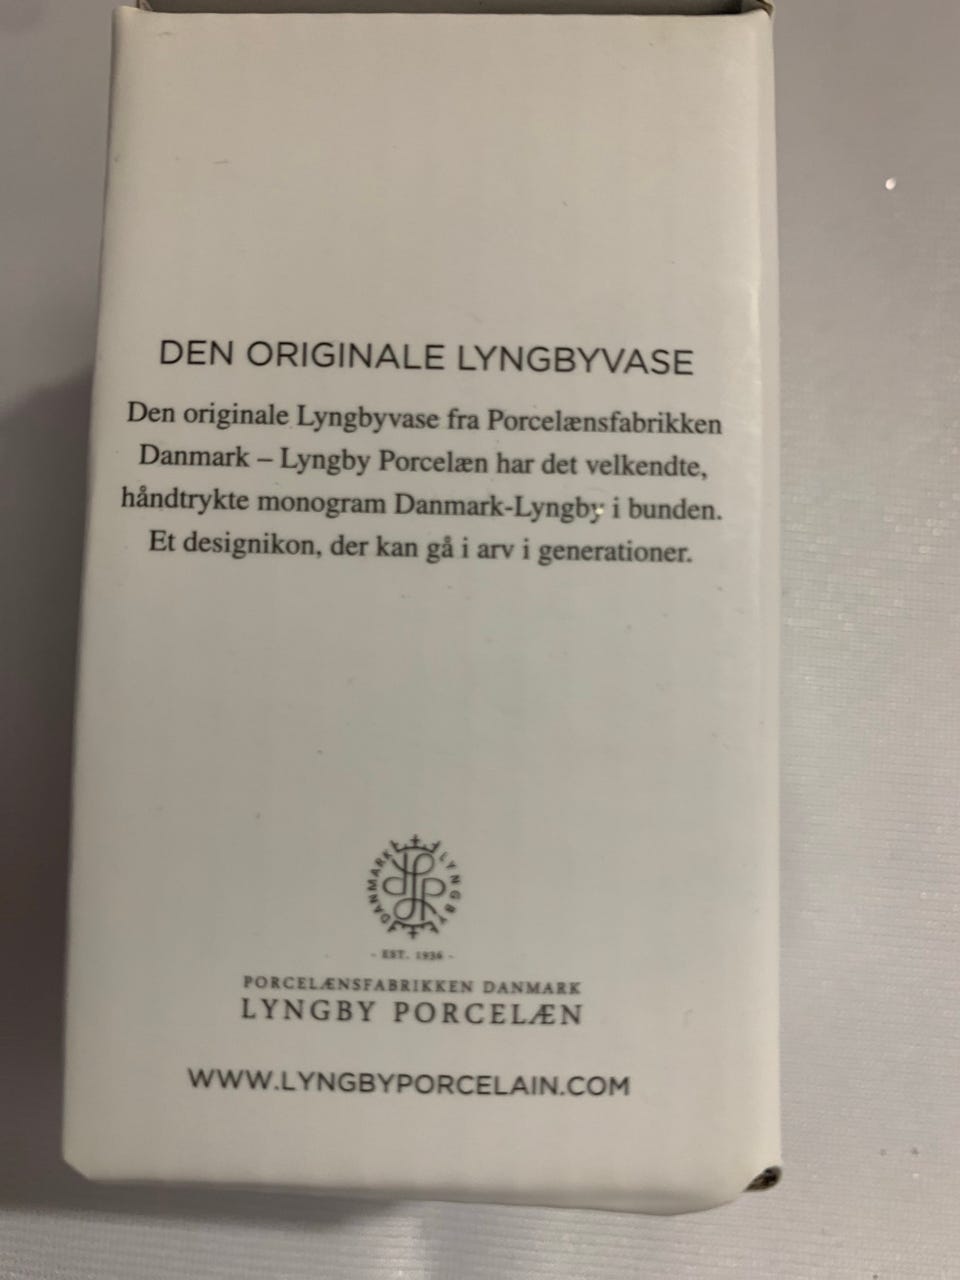 DEN ORIGINALE LYNGBYVASE
Den originale Lyngbyvase fra Porcelænsfabrikken
Danmark – Lyngby Porcelæn har det velkendte,
håndtrykte monogram Danmark-Lyngby i bunden.
Et designikon, der kan gå i arv i generationer.
DANMARK LYNGBY
- EST. 1936 -
PORCELÆNSFABRIKKEN DANMARK
LYNGBY PORCELÆN
WWW.LYNGBYPORCELAIN.COM